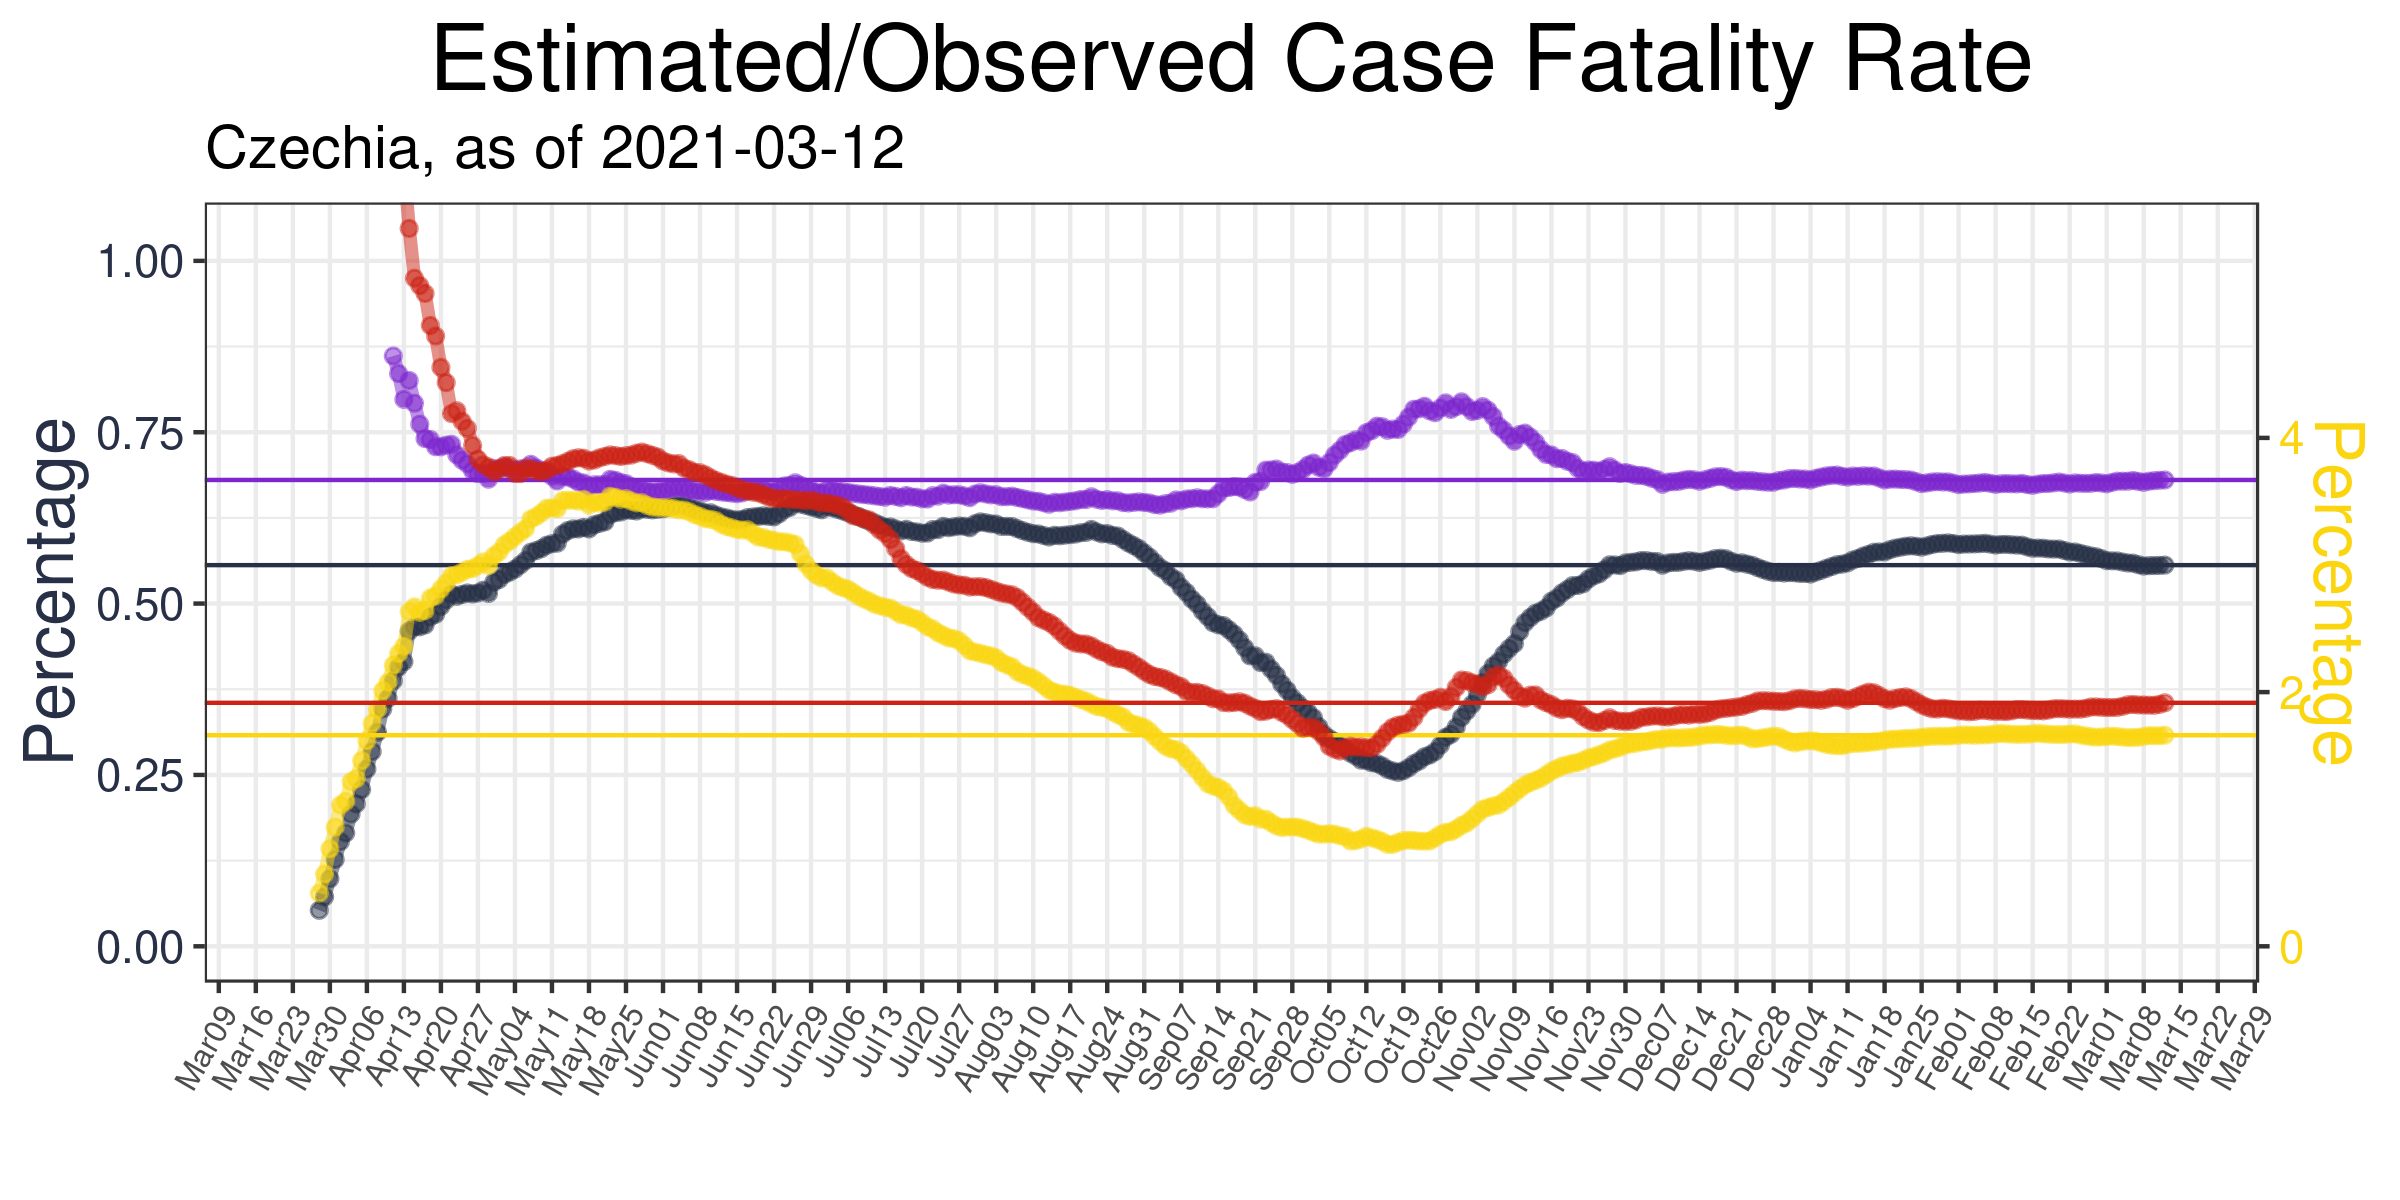 Estimated/Observed Case Fatality Rate
Czechia, as of 2021-03-12
Percentage
1.00
0.75
0.50
0.25
0.00
4
2
0
Percentage
Mar09 Mar16 Mar23 Mar30 Apr06 Apr13 Apr20 Apr27 May04 May11 May18 May25 Jun01 Jun08 Jun15 Jun22 Jun29 Jul06 Jul13 Jul20 Jul27 Aug03 Aug10 Aug17 Aug24 Aug31 Sep07 Sep14 Sep21 Sep28 Oct05 Oct12 Oct19 Oct26 Nov02 Nov09 Nov16 Nov23 Nov30 Dec07 Dec14 Dec21 Dec28 Dec04 Jan11 Jan18 Jan25 Feb01 Feb08 Feb15 Feb22 Mar01 Mar08 Mar15 Mar22 Mar29